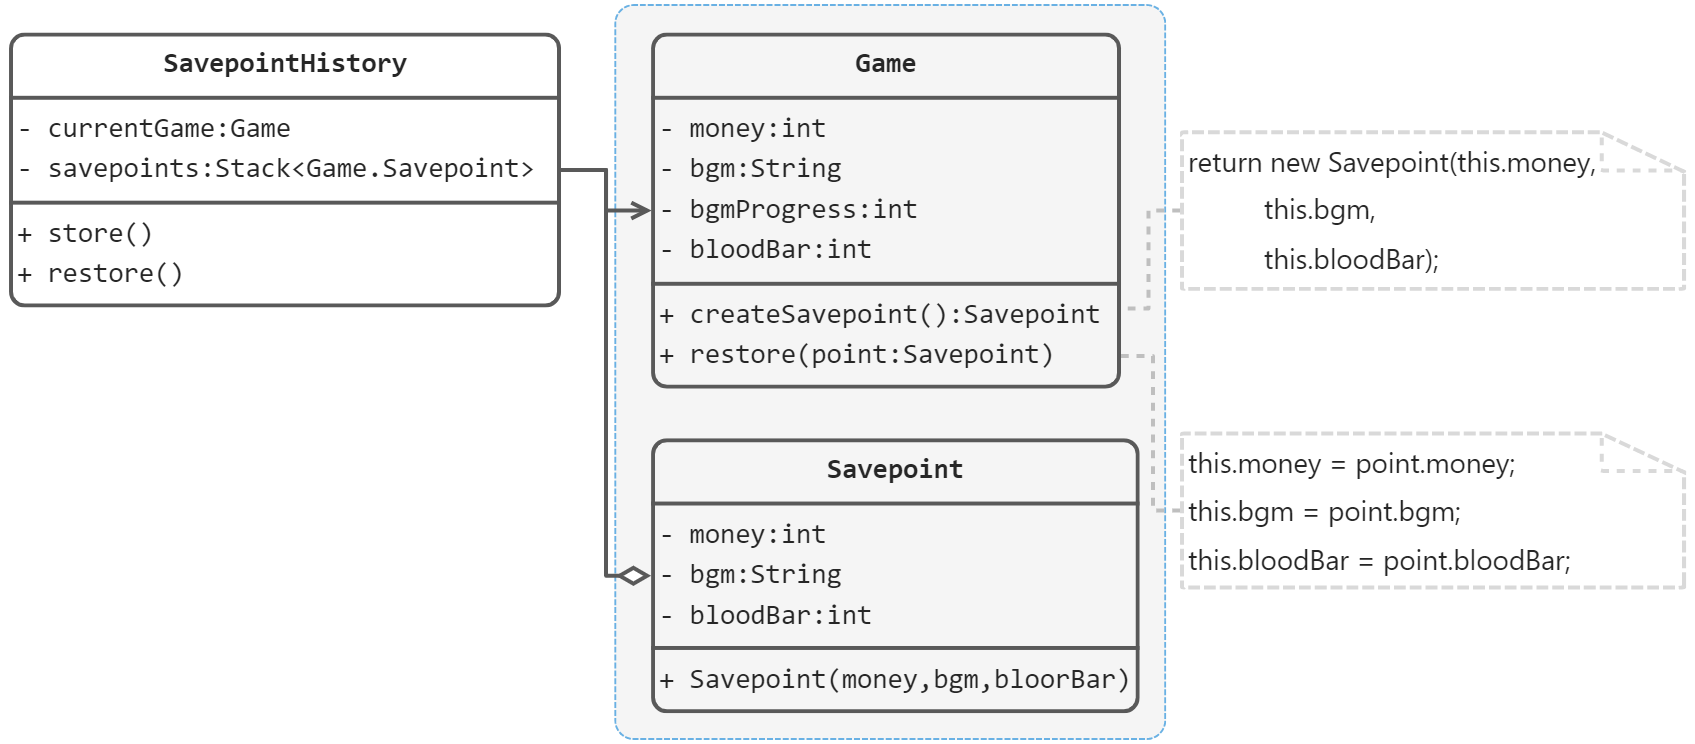 SavepointHistory
- currentGame:Game
- savepoints:Stack<Game.Savepoint>
+ store()
+ restore()
Game
- money:int
- bgm:String
- bgmProgress:int
- bloodBar:int
+ createSavepoint():Savepoint
+ restore(point:Savepoint)
return new Savepoint(this.money,
this.bgm,
this.bloodBar);
Savepoint
- money:int
- bgm:String
- bloodBar:int
+ Savepoint(money,bgm,bloorBar)
this.money = point.money;
this.bgm = point.bgm;
this.bloodBar = point.bloodBar;